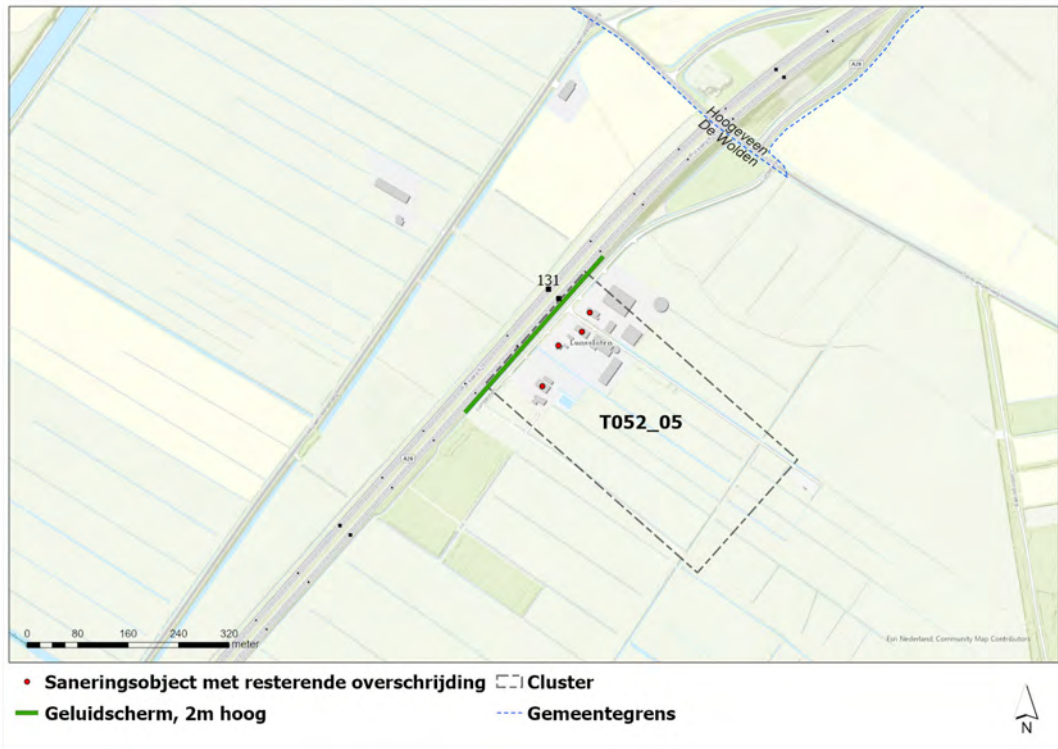 A28
Hoogeveen
De Wolden
131
T052_05
A28
0 80 160 240 320 meter
Esri Nederland, Community Map Contributors
Saneringsobject met resterende overschrijding
Cluster
Geluidscherm, 2m hoog
Gemeentegrens
N